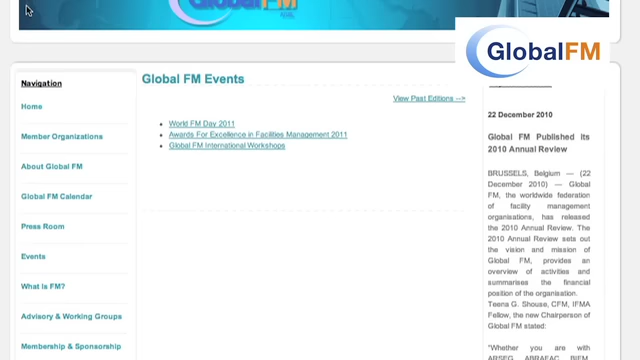 GlobalFM
GlobalFM
Navigation
Home
Member Organizations
About Global FM
Global FM Calendar
Press Room
Events
What is FM?
Advisory & Working Groups
Membership & Sponsorship
Global FM Events
View Past Editions -->
World FM Day 2011
Awards For Excellence in Facilities Management 2011
Global FM International Workshops
22 December 2010
Global FM Published its
2010 Annual Review
BRUSSELS, Belgium — (22
December 2010) — Global
FM, the worldwide federation
of facility management
organisations, has released
the 2010 Annual Review. The
2010 Annual Review sets out
the vision and mission of
Global FM, provides an
overview of activities and
summarises the financial
position of the organisation.
Teena G. Shouse, CFM, IFMA
Fellow, the new Chairperson of
Global FM stated:
"Whether you are with
ARSEG, ABRAFAC, BIFM,